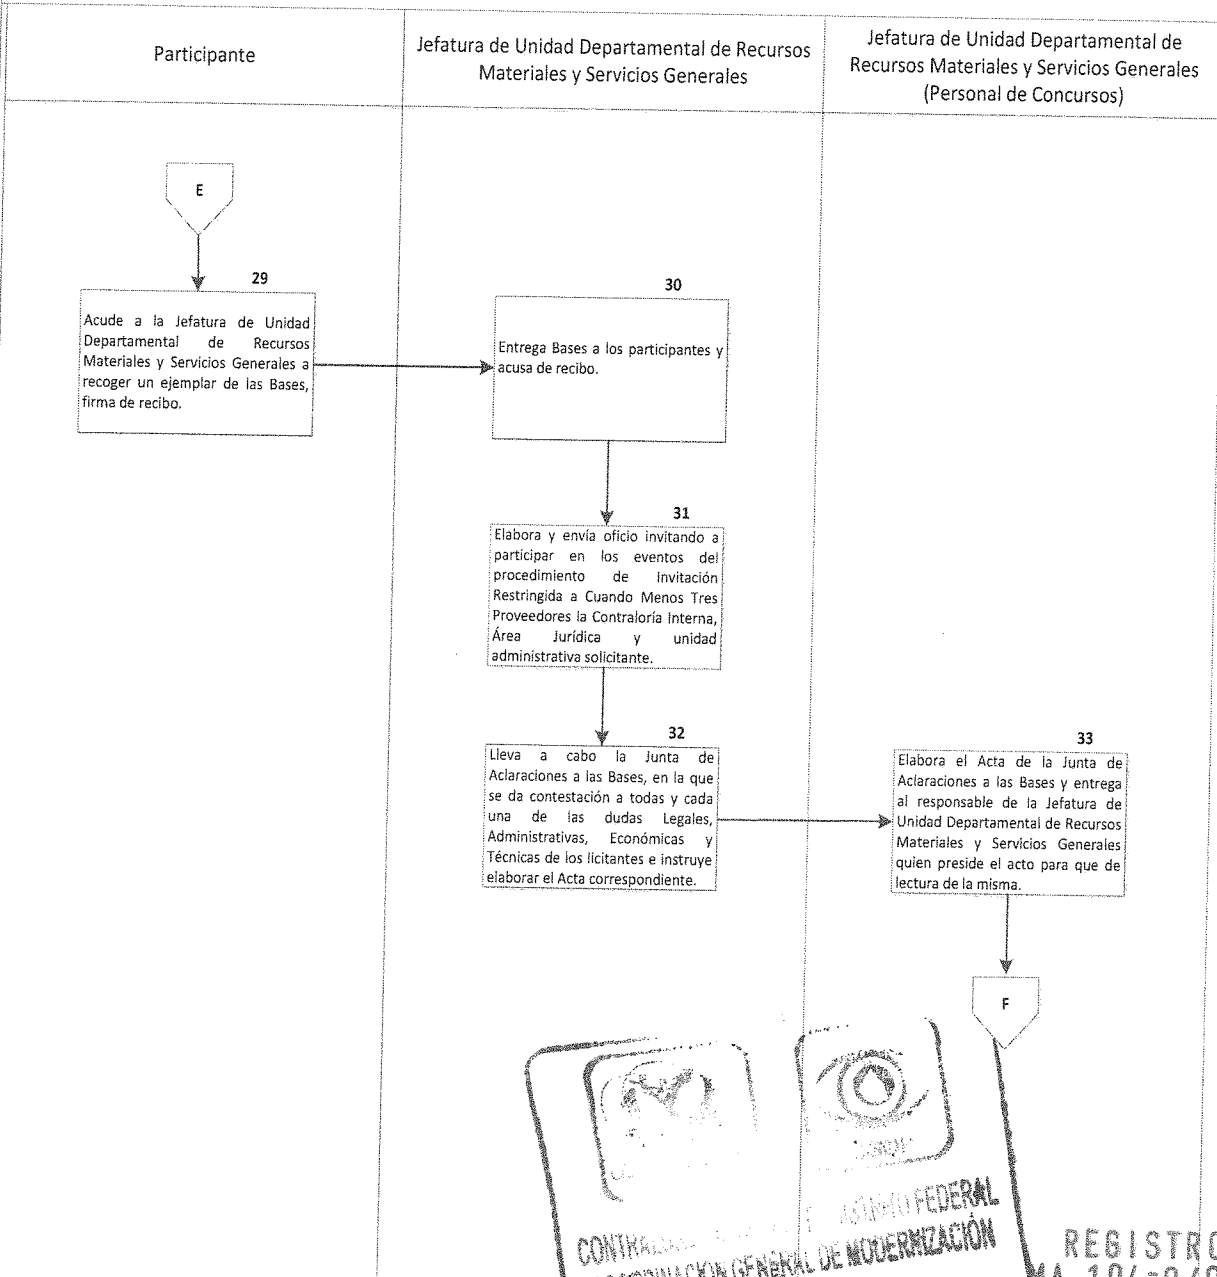 Participante
Jefatura de Unidad Departamental de Recursos
Materiales y Servicios Generales
Jefatura de Unidad Departamental de
Recursos Materiales y Servicios Generales
(Personal de Concursos)
E
29
Acude a la Jefatura de Unidad
Departamental de Recursos
Materiales y Servicios Generales a
recoger un ejemplar de las Bases,
firma de recibo.
30
Entrega Bases a los participantes y
acusa de recibo.
31
Elabora y envía oficio invitando a
participar en los eventos del
procedimiento de Invitación
Restringida a Cuando Menos Tres
Proveedores la Contraloría Interna,
Área Jurídica y unidad
administrativa solicitante.
32
Lleva a cabo la Junta de
Aclaraciones a las Bases, en la que
se da contestación a todas y cada
una de las dudas Legales,
Administrativas, Económicas y
Técnicas de los licitantes e instruye
elaborar el Acta correspondiente.
33
Elabora el Acta de la Junta de
Aclaraciones a las Bases y entrega
al responsable de la Jefatura de
Unidad Departamental de Recursos
Materiales y Servicios Generales
quien preside el acto para que de
lectura de la misma.
F
FEDERAL
GENERAL DE MODERNIZACIÓN
REGISTRO